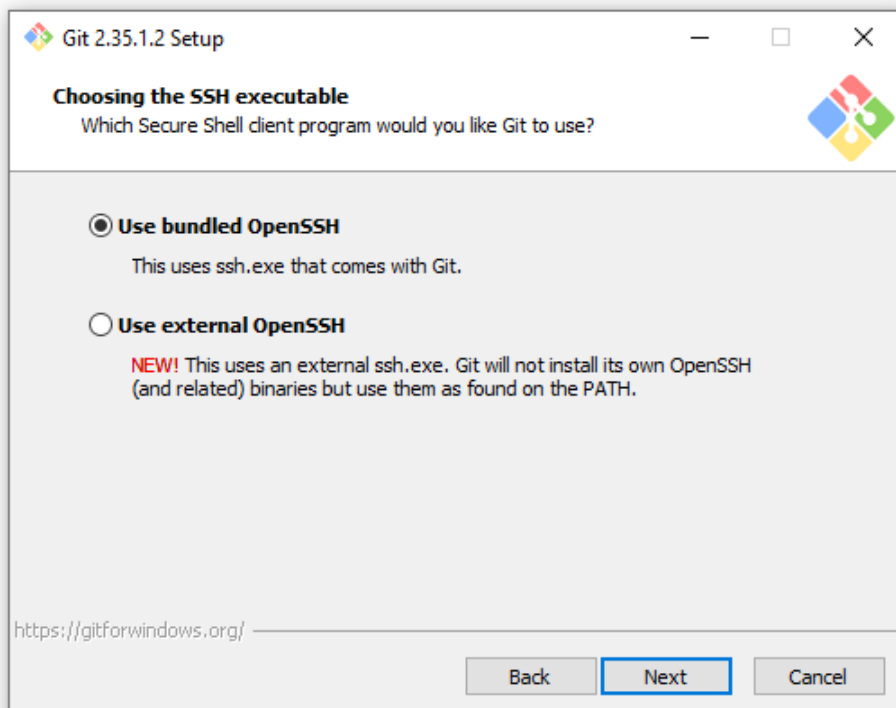 Git 2.35.1.2 Setup
Choosing the SSH executable
Which Secure Shell client program would you like Git to use?
Use bundled OpenSSH
This uses ssh.exe that comes with Git.
Use external OpenSSH
NEW! This uses an external ssh.exe. Git will not install its own OpenSSH
(and related) binaries but use them as found on the PATH.
https://gitforwindows.org/
Back Next Cancel